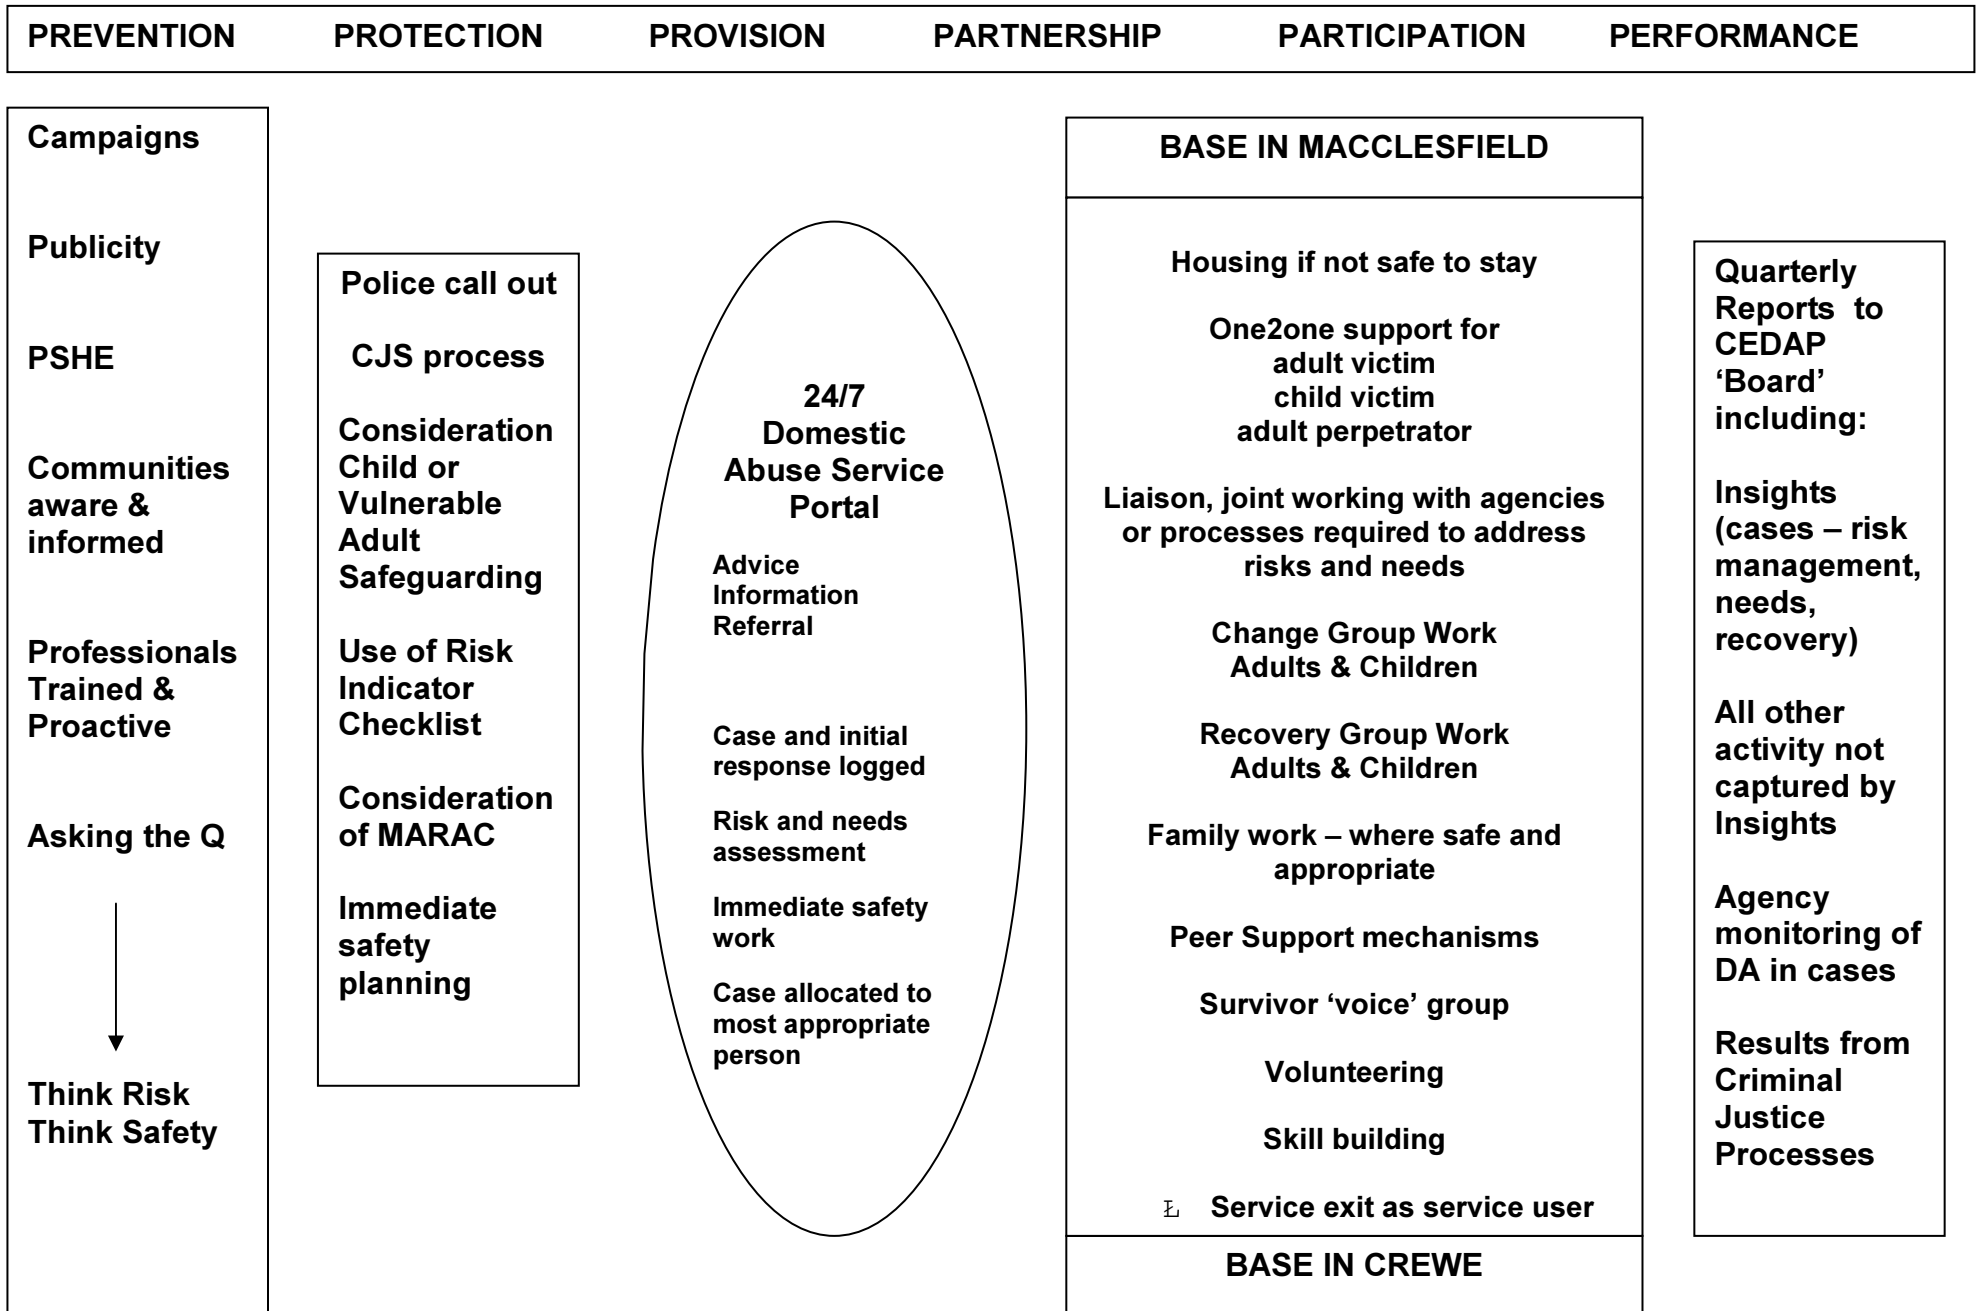 PREVENTION PROTECTION PROVISION PARTNERSHIP PARTICIPATION PERFORMANCE
Campaigns
Publicity
PSHE
Communities
aware &
informed
Professionals
Trained &
Proactive
Asking the Q
Think Risk
Think Safety
Police call out
CJS process
Consideration
Child or
Vulnerable
Adult
Safeguarding
Use of Risk
Indicator
Checklist
Consideration
of MARAC
Immediate
safety
planning
24/7
Domestic
Abuse Service
Portal
Advice
Information
Referral
Case and initial
response logged
Risk and needs
assessment
Immediate safety
work
Case allocated to
most appropriate
person
BASE IN MACCLESFIELD
Housing if not safe to stay
One2one support for
adult victim
child victim
adult perpetrator
Liaison, joint working with agencies
or processes required to address
risks and needs
Change Group Work
Adults & Children
Recovery Group Work
Adults & Children
Family work – where safe and
appropriate
Peer Support mechanisms
Survivor ‘voice’ group
Volunteering
Skill building
Ł Service exit as service user
BASE IN CREWE
Quarterly
Reports to
CEDAP
‘Board’
including:
Insights
(cases – risk
management,
needs,
recovery)
All other
activity not
captured by
Insights
Agency
monitoring of
DA in cases
Results from
Criminal
Justice
Processes